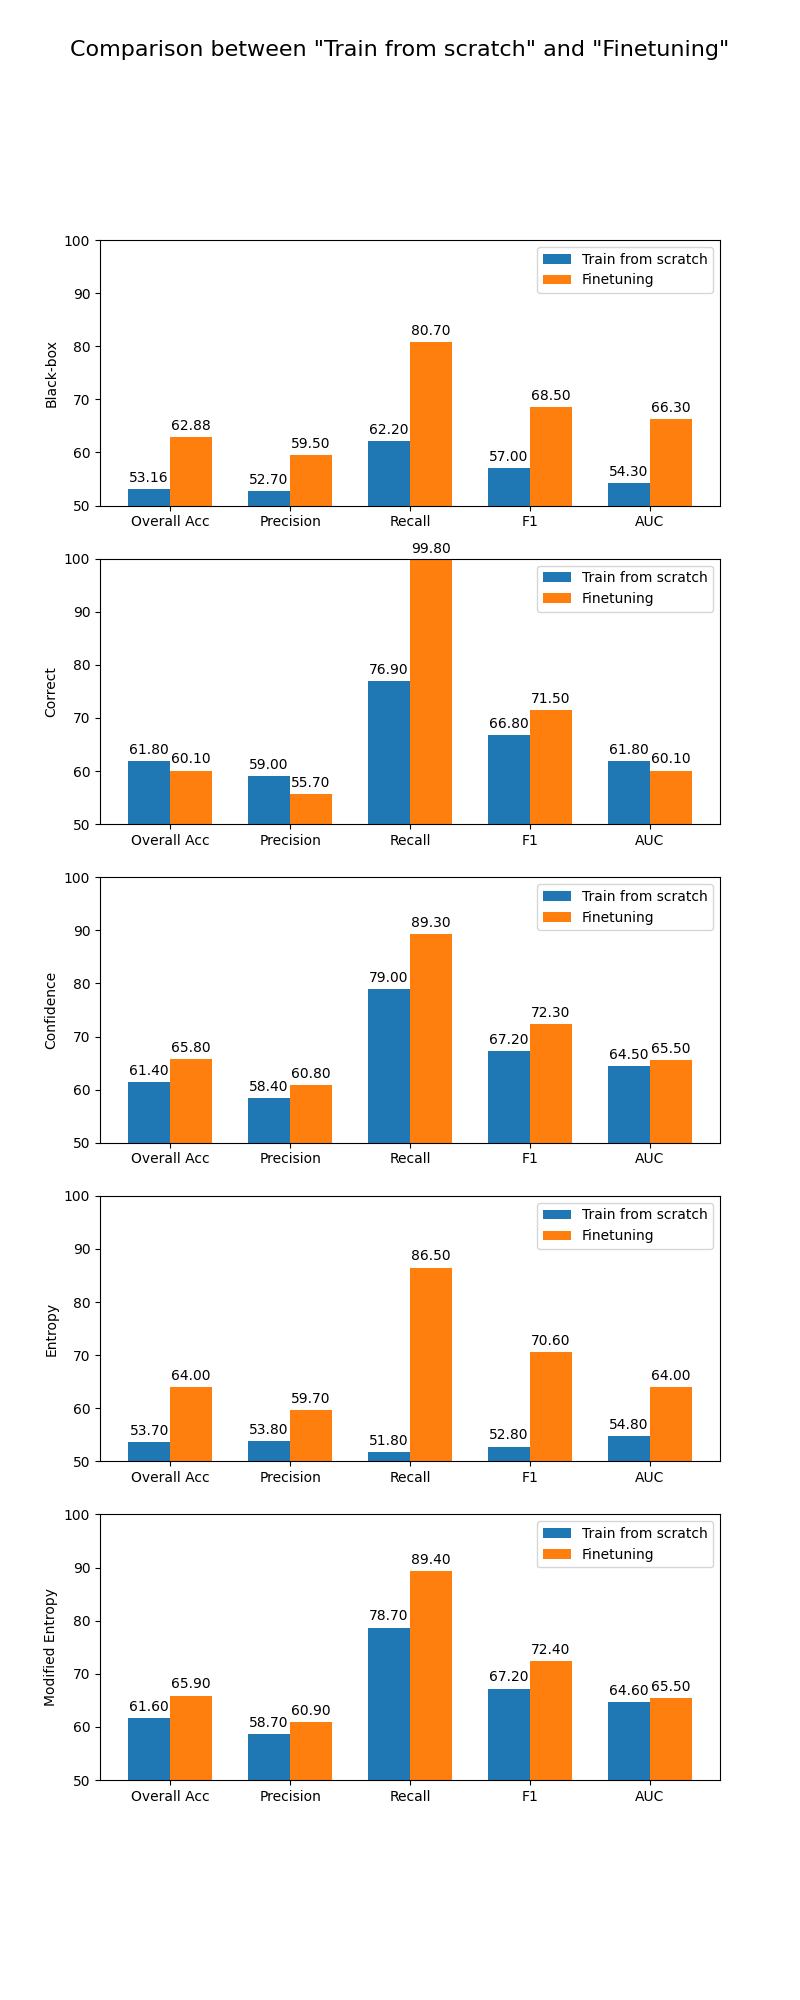 Comparison between "Train from scratch" and "Finetuning"
100
90
80
70
60
50
Black-box
Train from scratch
Finetuning
53.16
62.88
52.70
59.50
62.20
80.70
57.00
68.50
54.30
66.30
Overall Acc
Precision
Recall
F1
AUC
100
90
80
70
60
50
Correct
Train from scratch
Finetuning
61.80
60.10
59.00
55.70
76.90
99.80
66.80
71.50
61.80
60.10
Overall Acc
Precision
Recall
F1
AUC
100
90
80
70
60
50
Confidence
Train from scratch
Finetuning
61.40
65.80
58.40
60.80
79.00
89.30
67.20
72.30
64.50
65.50
Overall Acc
Precision
Recall
F1
AUC
100
90
80
70
60
50
Entropy
Train from scratch
Finetuning
53.70
64.00
53.80
59.70
51.80
86.50
52.80
70.60
54.80
64.00
Overall Acc
Precision
Recall
F1
AUC
100
90
80
70
60
50
Modified Entropy
Train from scratch
Finetuning
61.60
65.90
58.70
60.90
78.70
89.40
67.20
72.40
64.60
65.50
Overall Acc
Precision
Recall
F1
AUC